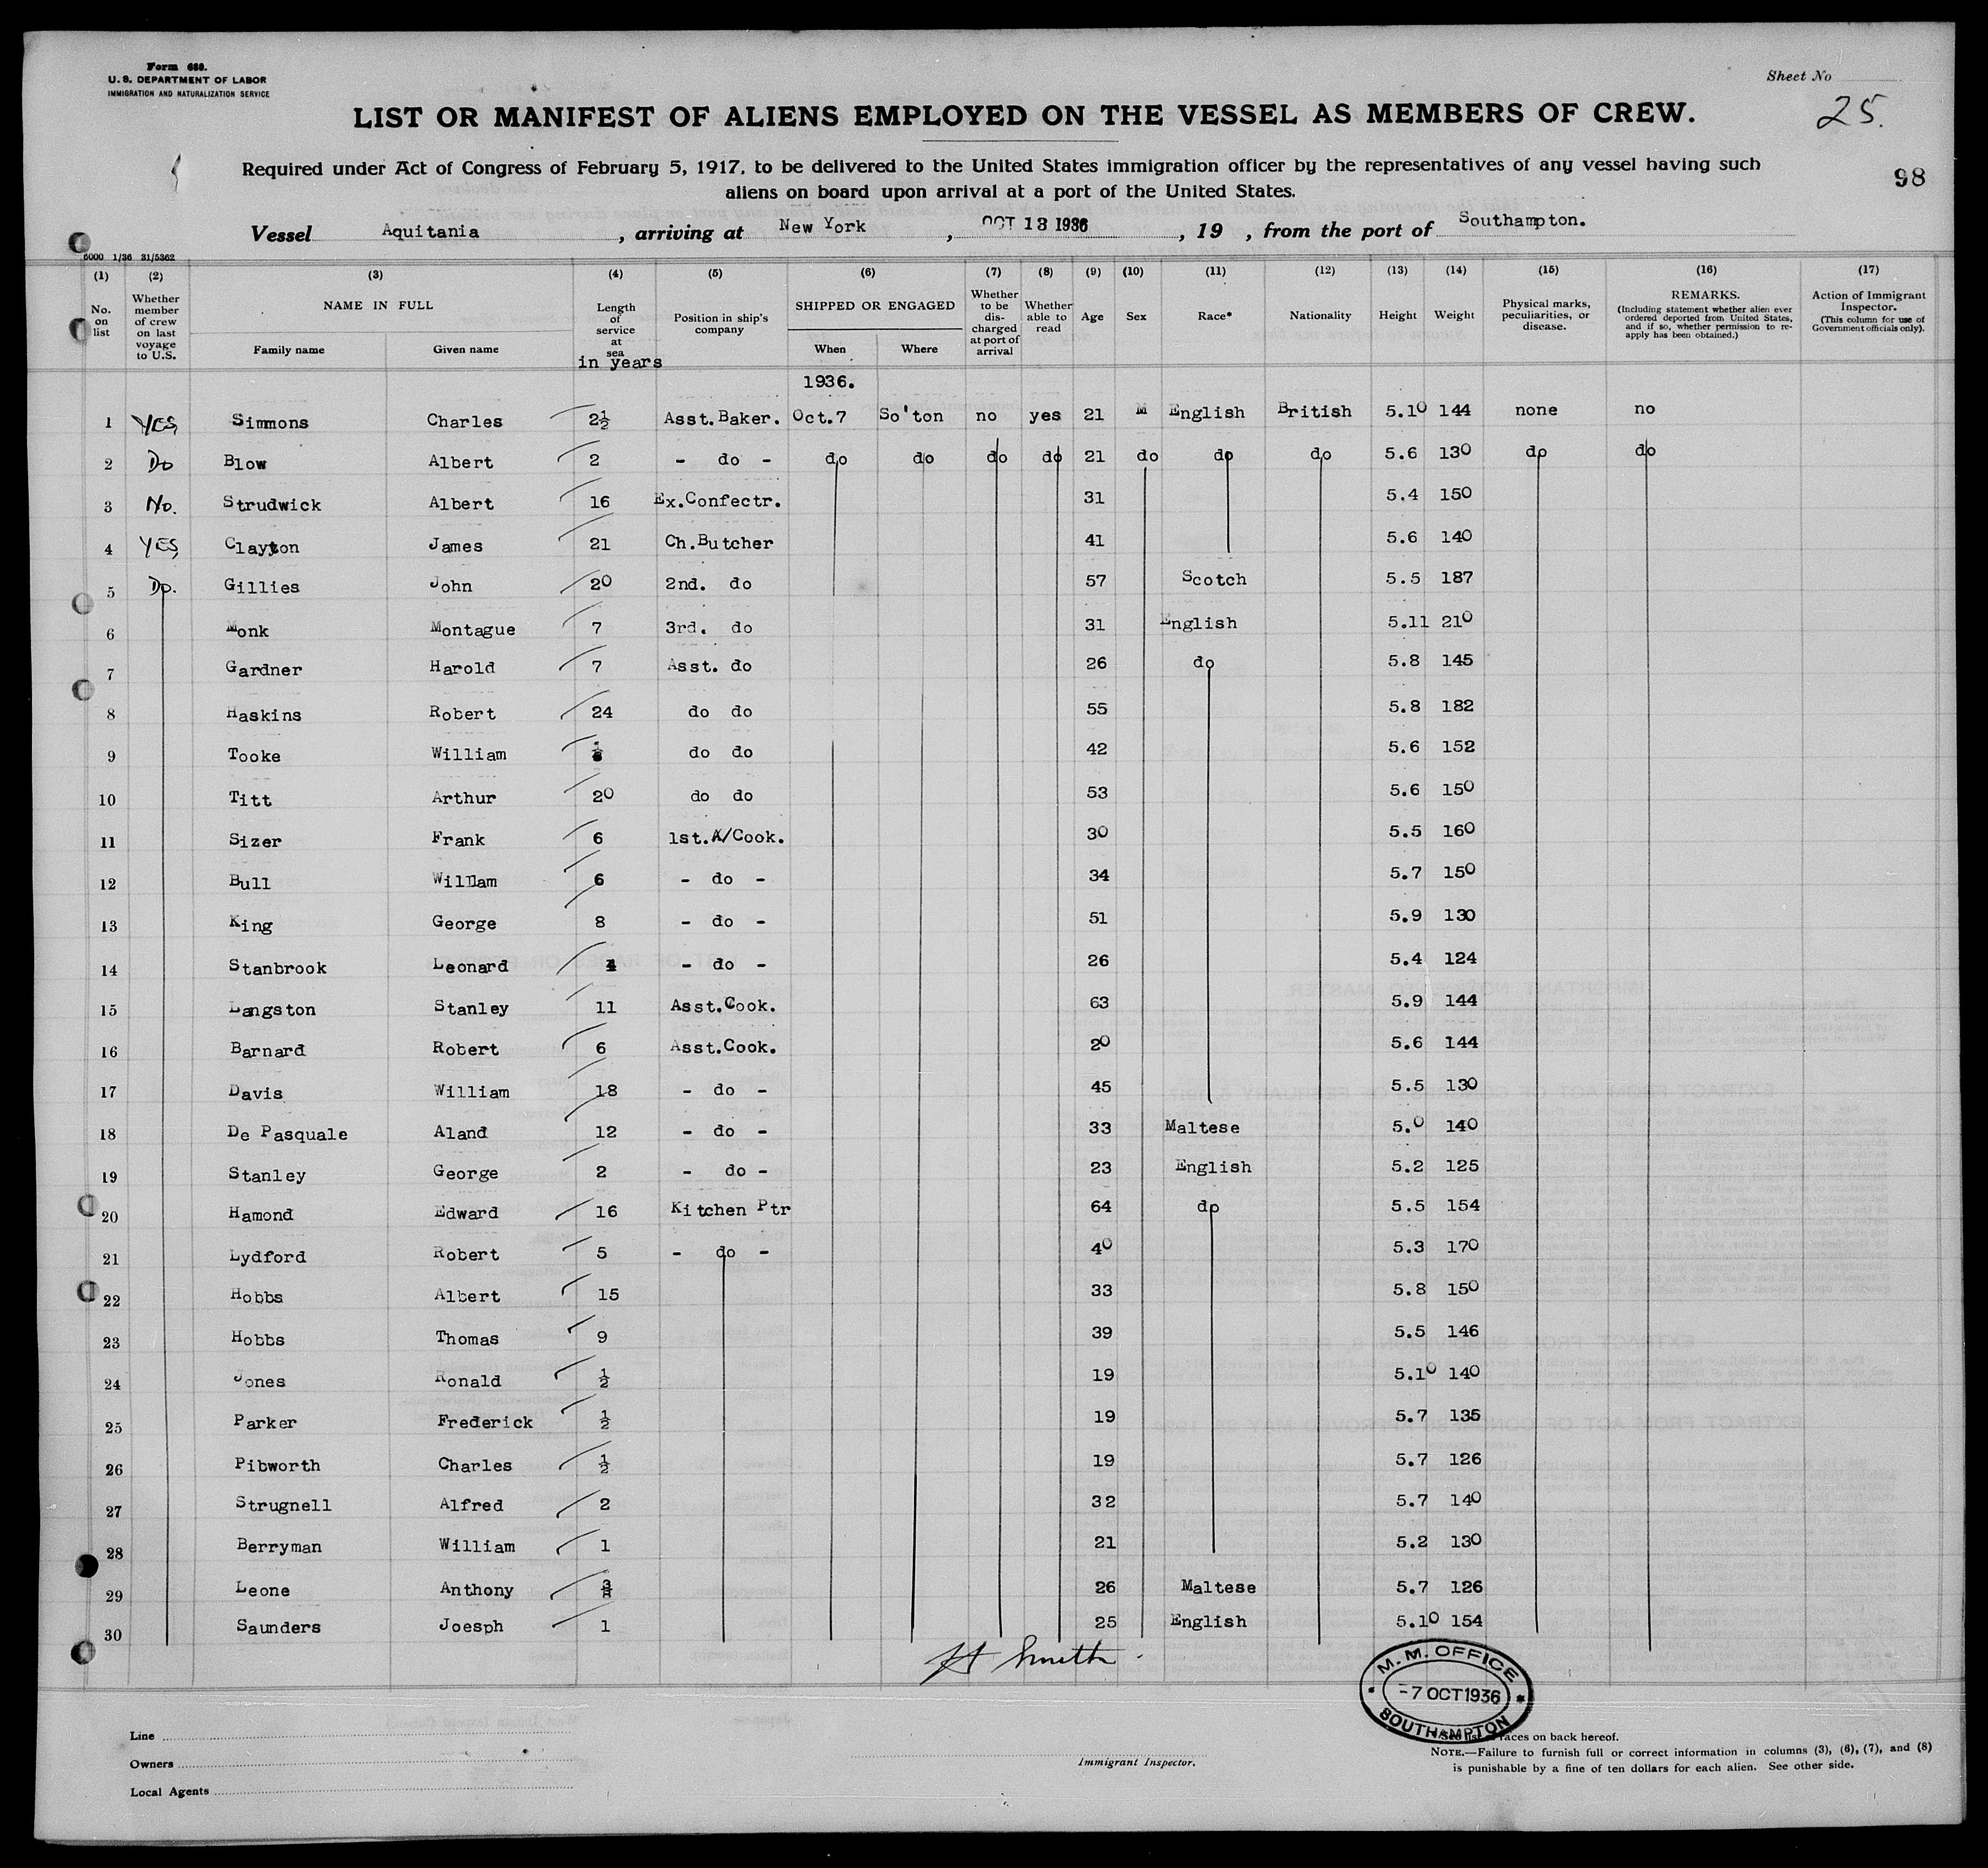 Form 680.
U. S. DEPARTMENT OF LABOR
IMMIGRATION AND NATURALIZATION SERVICE
Sheet No
25.
LIST OR MANIFEST OF ALIENS EMPLOYED ON THE VESSEL AS MEMBERS OF CREW.
Required under Act of Congress of February 5, 1917, to be delivered to the United States immigration officer by the representatives of any vessel having such
aliens on board upon arrival at a port of the United States.
98
Vessel Aquitania, arriving at New York, OCT 13 1936, 19 , from the port of Southampton.
6000 1/36 31/5362
(1) (2) (3) (4) (5) (6) (7) (8) (9) (10) (11) (12) (13) (14) (15) (16) (17)
No. on list
Whether member of crew on last voyage to U.S.
NAME IN FULL
Family name Given name
Length of service at sea in years
Position in ship's company
SHIPPED OR ENGAGED
When Where
Whether to be discharged at port of arrival
Whether able to read
Age Sex Race* Nationality Height Weight
Physical marks, peculiarities, or disease.
REMARKS.
(Including statement whether alien ever ordered deported from United States, and if so, whether permission to re-apply has been obtained.)
Action of Immigrant Inspector.
(This column for use of Government officials only).
1936.
1 YES Simmons Charles 2½ Asst.Baker. Oct.7 So'ton no yes 21 M English British 5.10 144 none no
2 Do Blow Albert 2 - do - do do do do 21 do do do 5.6 130 do do
3 No. Strudwick Albert 16 Ex.Confectr. 31 5.4 150
4 YES Clayton James 21 Ch.Butcher 41 5.6 140
5 Do. Gillies John 20 2nd. do 57 Scotch 5.5 187
6 Monk Montague 7 3rd. do 31 English 5.11 210
7 Gardner Harold 7 Asst. do 26 do 5.8 145
8 Haskins Robert 24 do do 55 5.8 182
9 Tooke William do do 42 5.6 152
10 Titt Arthur 20 do do 53 5.6 150
11 Sizer Frank 6 1st.A/Cook. 30 5.5 160
12 Bull William 6 - do - 34 5.7 150
13 King George 8 - do - 51 5.9 130
14 Stanbrook Leonard 4 - do - 26 5.4 124
15 Langston Stanley 11 Asst.Cook. 63 5.9 144
16 Barnard Robert 6 Asst.Cook. 20 5.6 144
17 Davis William 18 - do - 45 5.5 130
18 De Pasquale Aland 12 - do - 33 Maltese 5.0 140
19 Stanley George 2 - do - 23 English 5.2 125
20 Hamond Edward 16 Kitchen Ptr 64 do 5.5 154
21 Lydford Robert 5 - do - 40 5.3 170
22 Hobbs Albert 15 33 5.8 150
23 Hobbs Thomas 9 39 5.5 146
24 Jones Ronald ½ 19 5.10 140
25 Parker Frederick ½ 19 5.7 135
26 Pibworth Charles ½ 19 5.7 126
27 Strugnell Alfred 2 32 5.7 140
28 Berryman William 1 21 5.2 130
29 Leone Anthony 26 Maltese 5.7 126
30 Saunders Joesph 1 25 English 5.10 154
H Smith
M. M. OFFICE
-7 OCT 1936
SOUTHAMPTON
Line
Owners
Local Agents
Immigrant Inspector.
races on back hereof.
NOTE.—Failure to furnish full or correct information in columns (3), (6), (7), and (8)
is punishable by a fine of ten dollars for each alien. See other side.